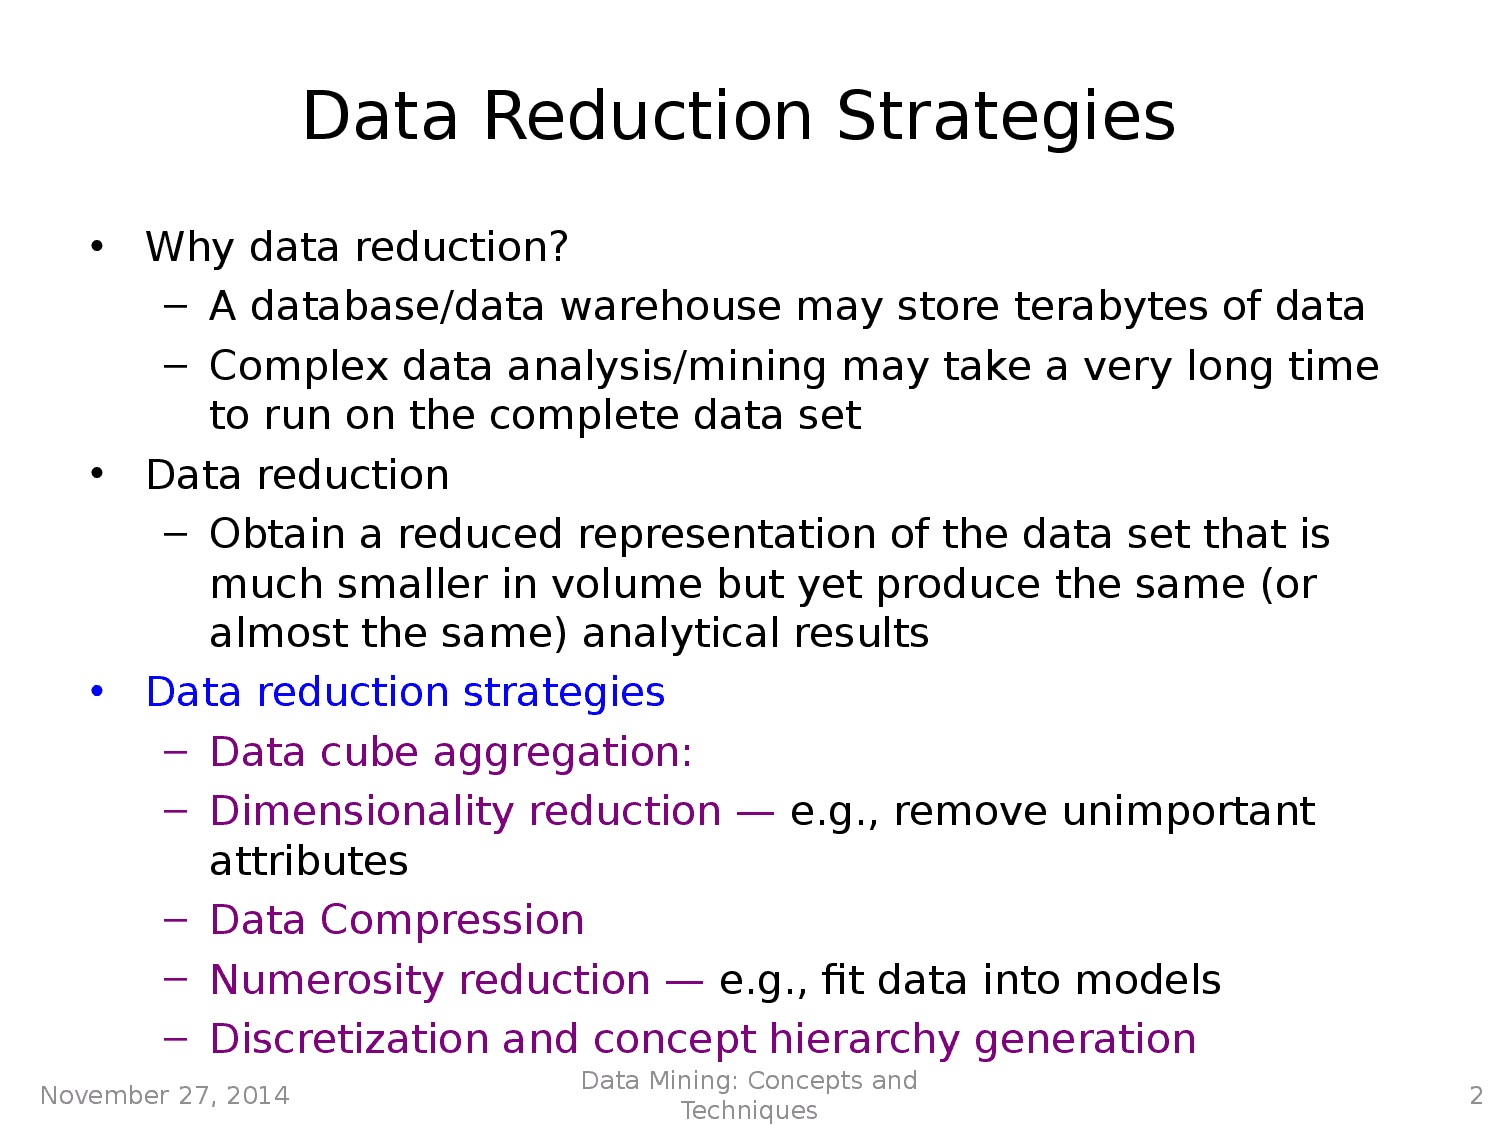 Data Reduction Strategies
• Why data reduction?
– A database/data warehouse may store terabytes of data
– Complex data analysis/mining may take a very long time
to run on the complete data set
• Data reduction
– Obtain a reduced representation of the data set that is
much smaller in volume but yet produce the same (or
almost the same) analytical results
• Data reduction strategies
– Data cube aggregation:
– Dimensionality reduction — e.g., remove unimportant
attributes
– Data Compression
– Numerosity reduction — e.g., fit data into models
– Discretization and concept hierarchy generation
November 27, 2014
Data Mining: Concepts and
Techniques
2